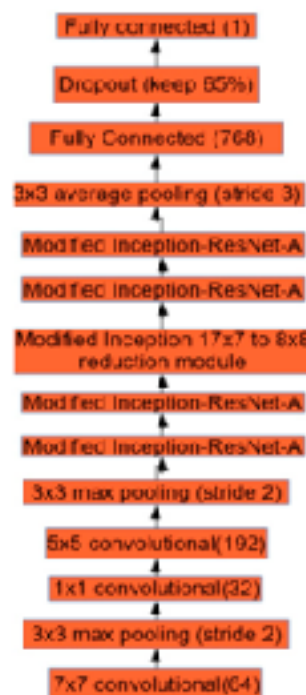 Fully connected (1)
Dropout (keep 85%)
Fully Connected (768)
3x3 average pooling (stride 3)
Modified Inception-ResNet-A
Modified Inception-ResNet-A
Modified Inception 17x7 to 8x8
reduction module
Modified Inception-ResNet-A
Modified Inception-ResNet-A
3x3 max pooling (stride 2)
5x5 convolutional(192)
1x1 convolutional(32)
3x3 max pooling (stride 2)
7x7 convolutional(64)